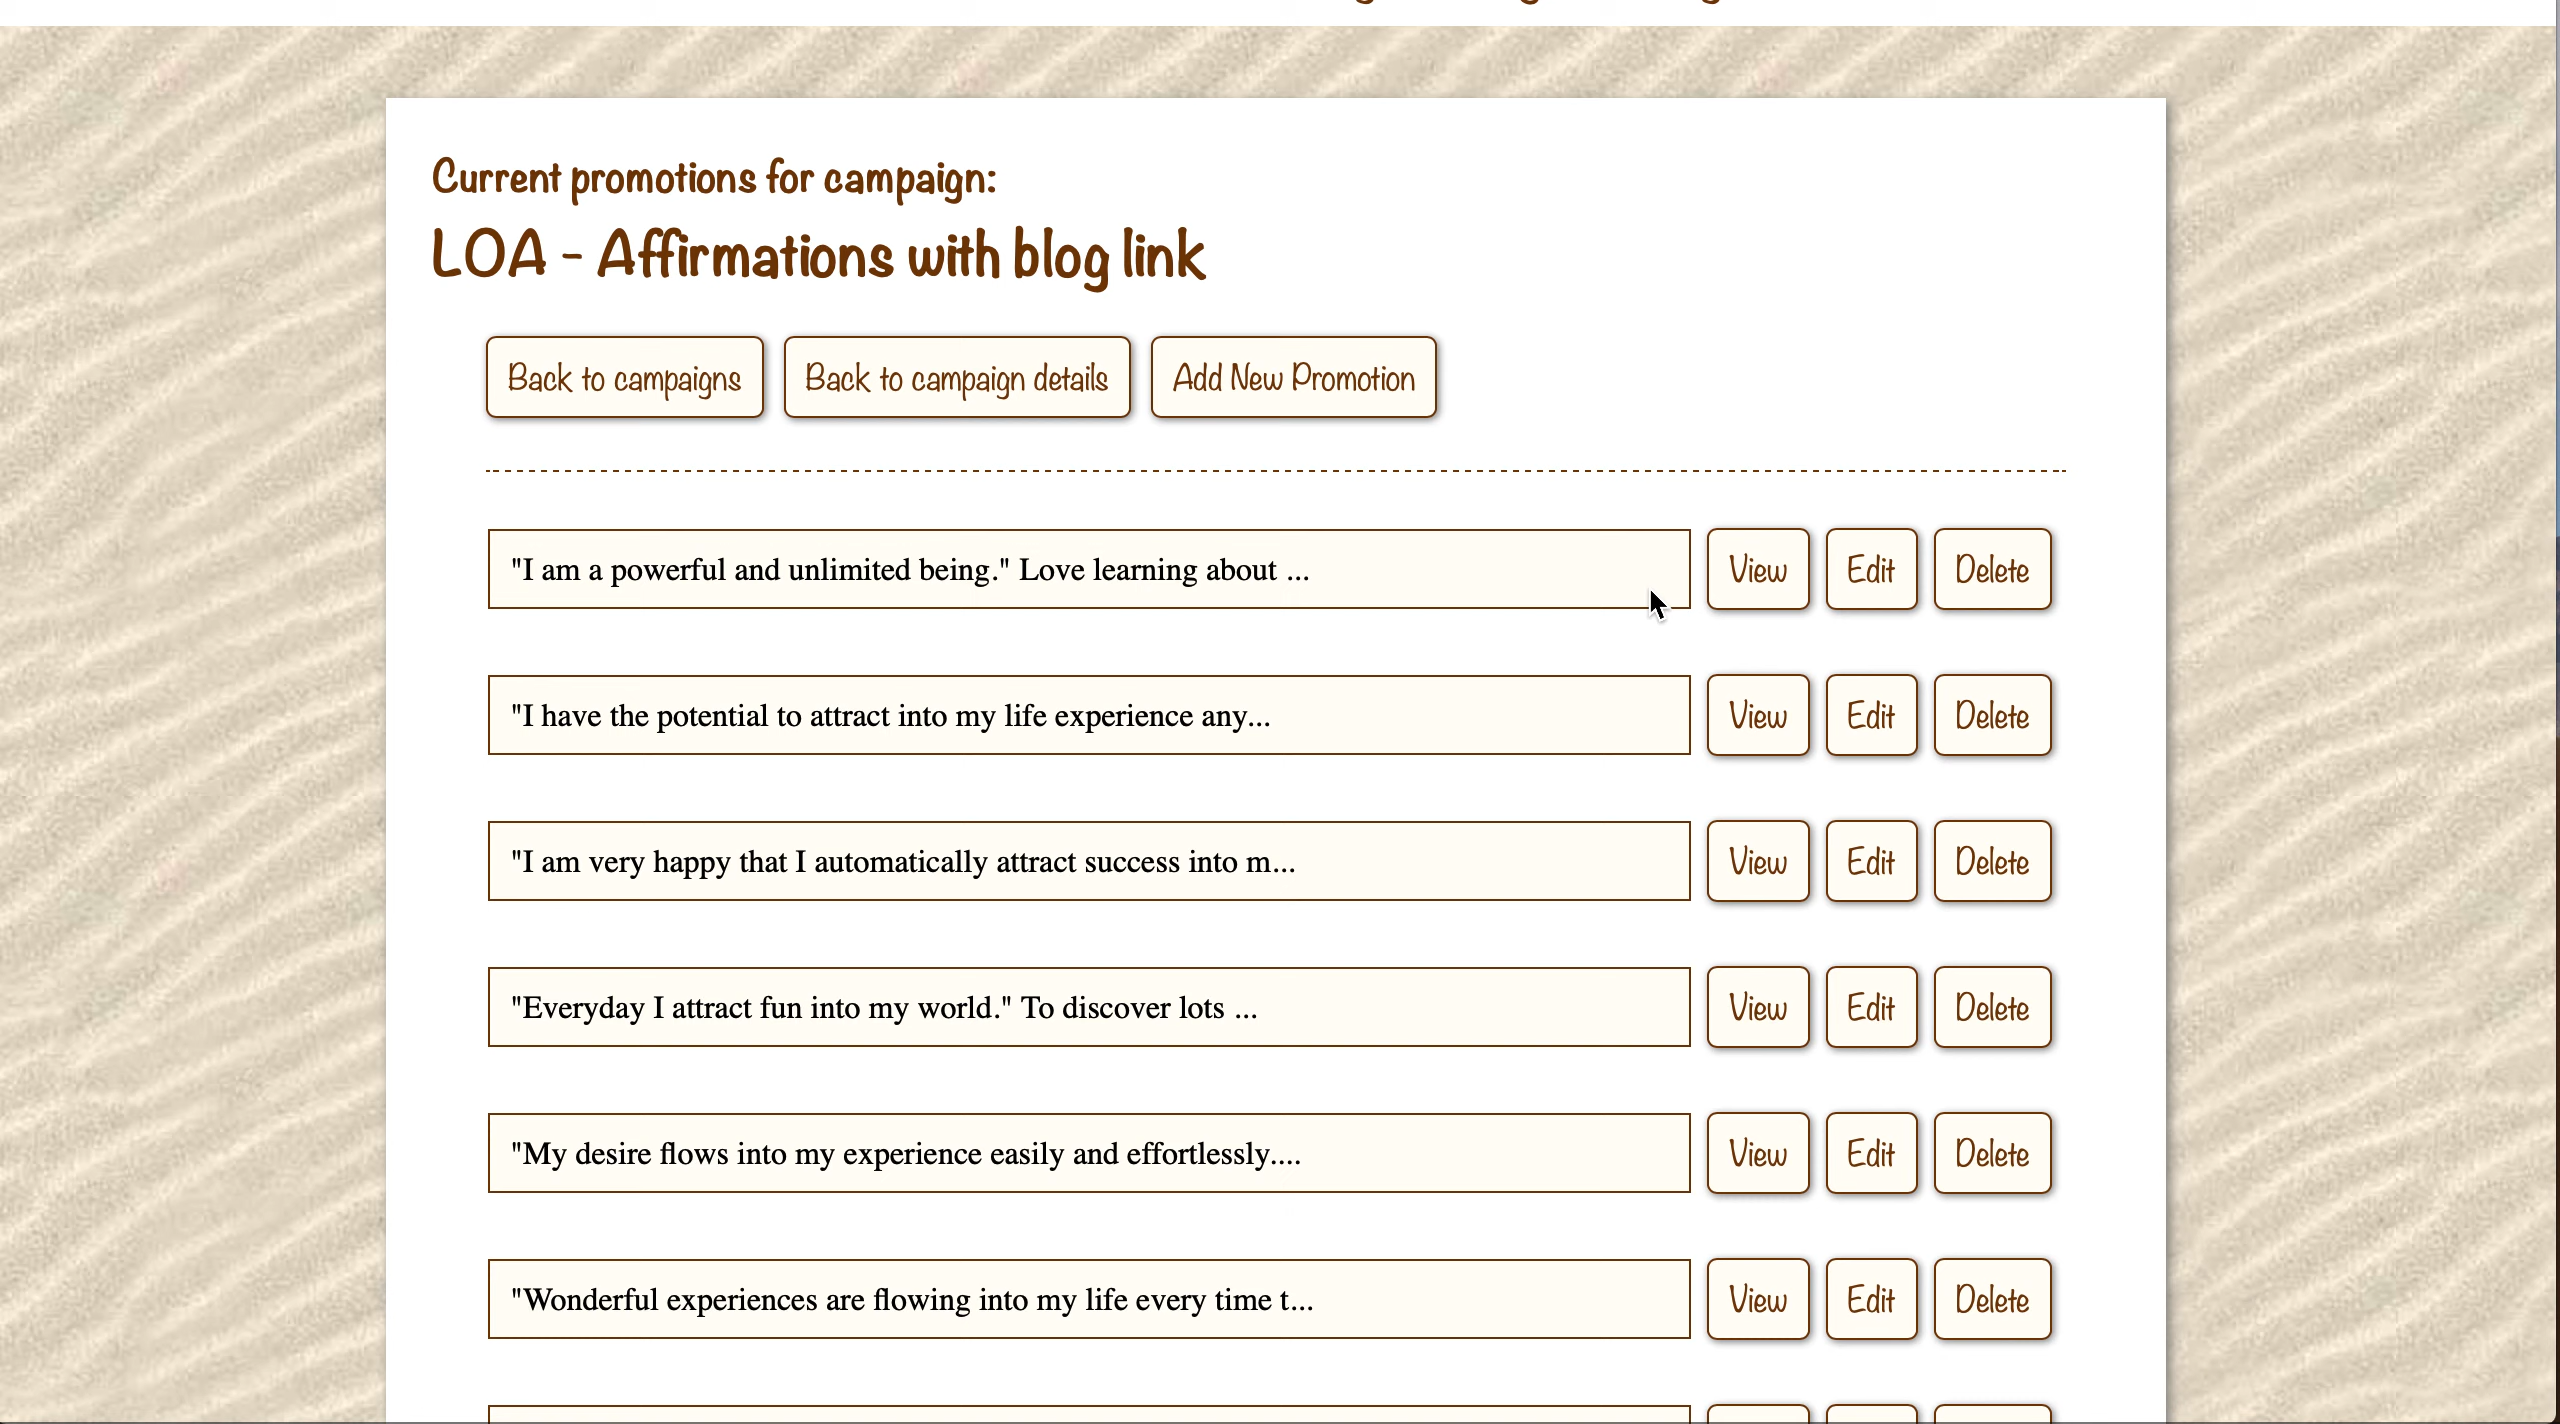 Current promotions for campaign:
LOA - Affirmations with blog link
Back to campaigns Back to campaign details Add New Promotion
"I am a powerful and unlimited being." Love learning about ... View Edit Delete
"I have the potential to attract into my life experience any... View Edit Delete
"I am very happy that I automatically attract success into m... View Edit Delete
"Everyday I attract fun into my world." To discover lots ... View Edit Delete
"My desire flows into my experience easily and effortlessly.... View Edit Delete
"Wonderful experiences are flowing into my life every time t... View Edit Delete